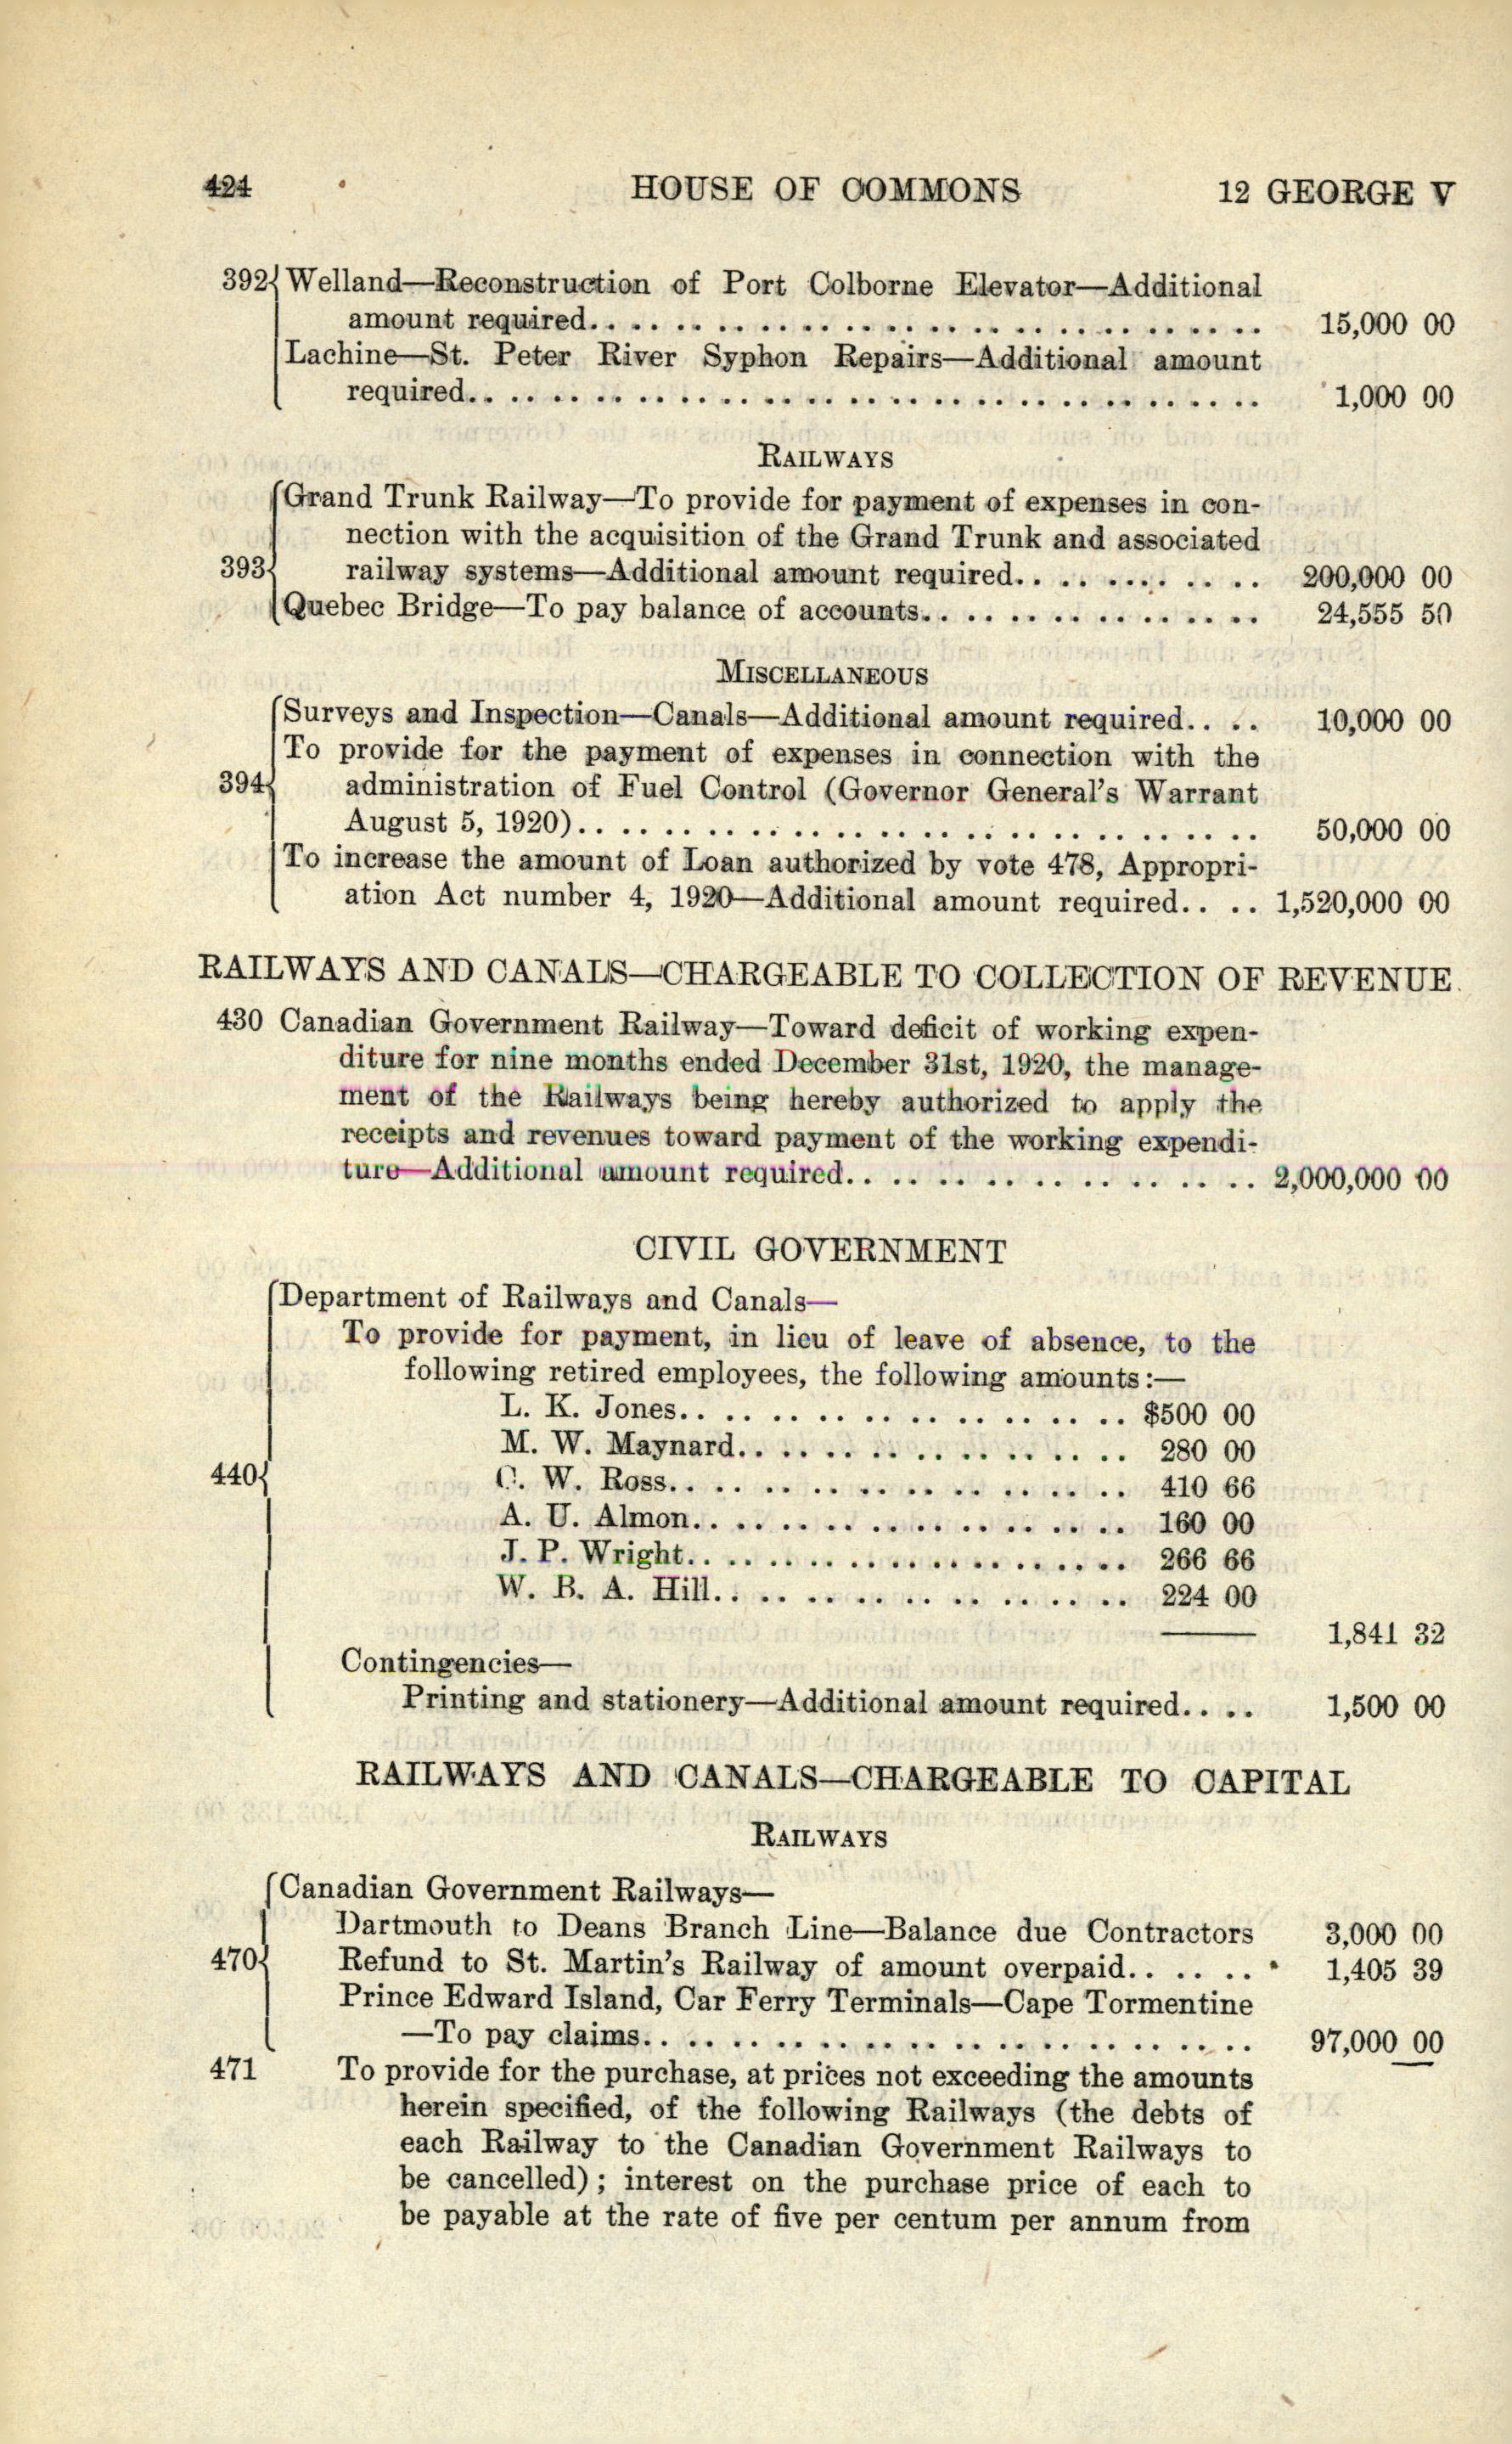 424 HOUSE OF COMMONS 12 GEORGE V
392 Welland—Reconstruction of Port Colborne Elevator—Additional
amount required. . . . . . . . . . . . . . . . . . . . . . . . . 15,000 00
Lachine—St. Peter River Syphon Repairs—Additional amount
required. . . . . . . . . . . . . . . . . . . . . . . . . 1,000 00
RAILWAYS
Grand Trunk Railway—To provide for payment of expenses in con-
nection with the acquisition of the Grand Trunk and associated
393 railway systems—Additional amount required. . . . . . . . . . 200,000 00
Quebec Bridge—To pay balance of accounts. . . . . . . . . . . . . 24,555 50
MISCELLANEOUS
Surveys and Inspection—Canals—Additional amount required. . . . 10,000 00
To provide for the payment of expenses in connection with the
394 administration of Fuel Control (Governor General's Warrant
August 5, 1920). . . . . . . . . . . . . . . . . . . . . . . . . 50,000 00
To increase the amount of Loan authorized by vote 478, Appropri-
ation Act number 4, 1920—Additional amount required. . . . 1,520,000 00
RAILWAYS AND CANALS—CHARGEABLE TO COLLECTION OF REVENUE.
430 Canadian Government Railway—Toward deficit of working expen-
diture for nine months ended December 31st, 1920, the manage-
ment of the Railways being hereby authorized to apply the
receipts and revenues toward payment of the working expendi-
ture—Additional amount required. . . . . . . . . . . . . . . . 2,000,000 00
CIVIL GOVERNMENT
Department of Railways and Canals—
To provide for payment, in lieu of leave of absence, to the
following retired employees, the following amounts:—
L. K. Jones. . . . . . . . . . . . . . . . . . $500 00
M. W. Maynard. . . . . . . . . . . . . . . . 280 00
440 C. W. Ross. . . . . . . . . . . . . . . . . . 410 66
A. U. Almon. . . . . . . . . . . . . . . . . 160 00
J. P. Wright. . . . . . . . . . . . . . . . . 266 66
W. B. A. Hill. . . . . . . . . . . . . . . . 224 00
1,841 32
Contingencies—
Printing and stationery—Additional amount required. . . . 1,500 00
RAILWAYS AND CANALS—CHARGEABLE TO CAPITAL
RAILWAYS
Canadian Government Railways—
Dartmouth to Deans Branch Line—Balance due Contractors 3,000 00
470 Refund to St. Martin's Railway of amount overpaid. . . . . . 1,405 39
Prince Edward Island, Car Ferry Terminals—Cape Tormentine
—To pay claims. . . . . . . . . . . . . . . . . . . . . . . 97,000 00
471 To provide for the purchase, at prices not exceeding the amounts
herein specified, of the following Railways (the debts of
each Railway to the Canadian Government Railways to
be cancelled); interest on the purchase price of each to
be payable at the rate of five per centum per annum from